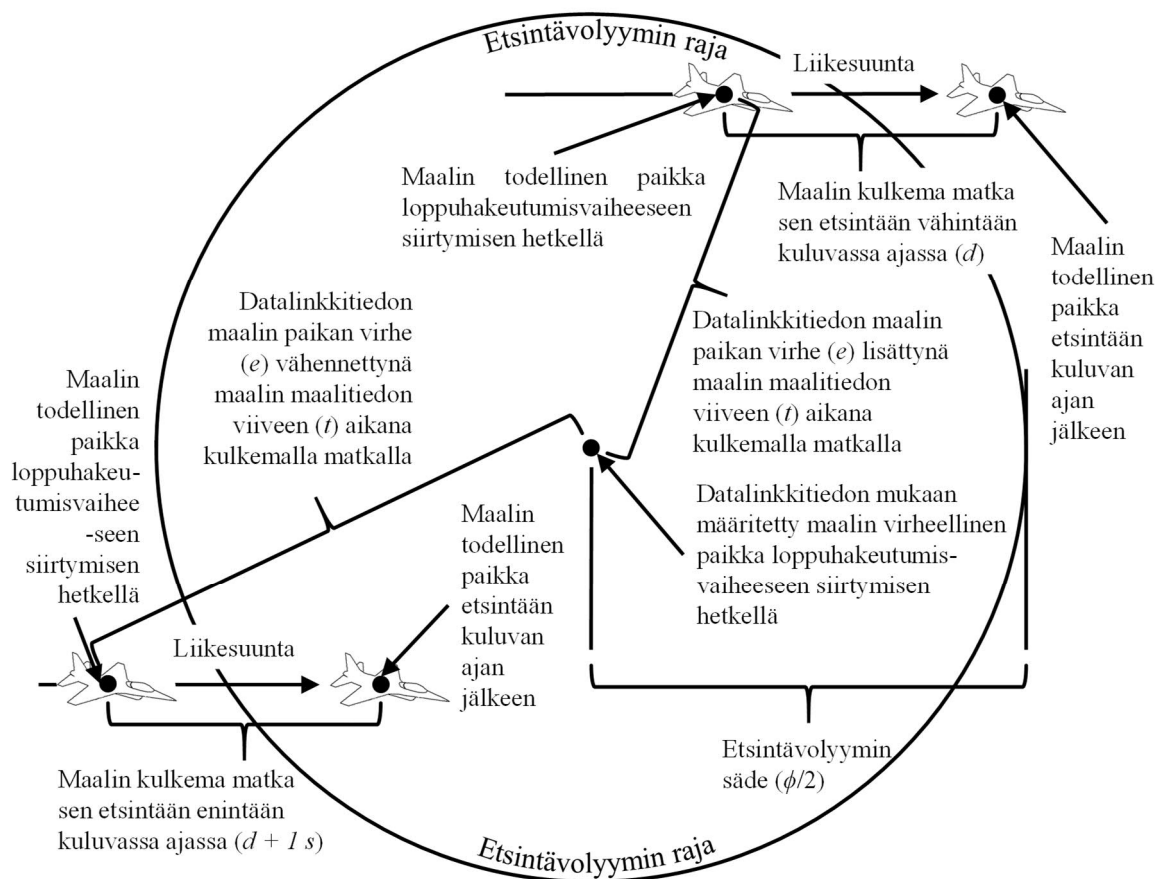 Etsintävolyymin raja
Liikesuunta
Maalin todellinen paikka
loppuhakeutumisvaiheeseen
siirtymisen hetkellä
Maalin kulkema matka
sen etsintään vähintään
kuluvassa ajassa (d)
Maalin
todellinen
paikka
etsintään
kuluvan
ajan
jälkeen
Datalinkkitiedon
maalin paikan virhe
(e) vähennettynä
maalin maalitiedon
viiveen (t) aikana
kulkemalla matkalla
Datalinkkitiedon maalin
paikan virhe (e) lisättynä
maalin maalitiedon
viiveen (t) aikana
kulkemalla matkalla
Maalin
todellinen
paikka
loppuhakeu-
tumisvaihee
-seen
siirtymisen
hetkellä
Datalinkkitiedon mukaan
määritetty maalin virheellinen
paikka loppuhakeutumis-
vaiheeseen siirtymisen
hetkellä
Maalin
todellinen
paikka
etsintään
kuluvan
ajan
jälkeen
Liikesuunta
Maalin kulkema matka
sen etsintään enintään
kuluvassa ajassa (d + 1 s)
Etsintävolyymin
säde (ϕ/2)
Etsintävolyymin raja